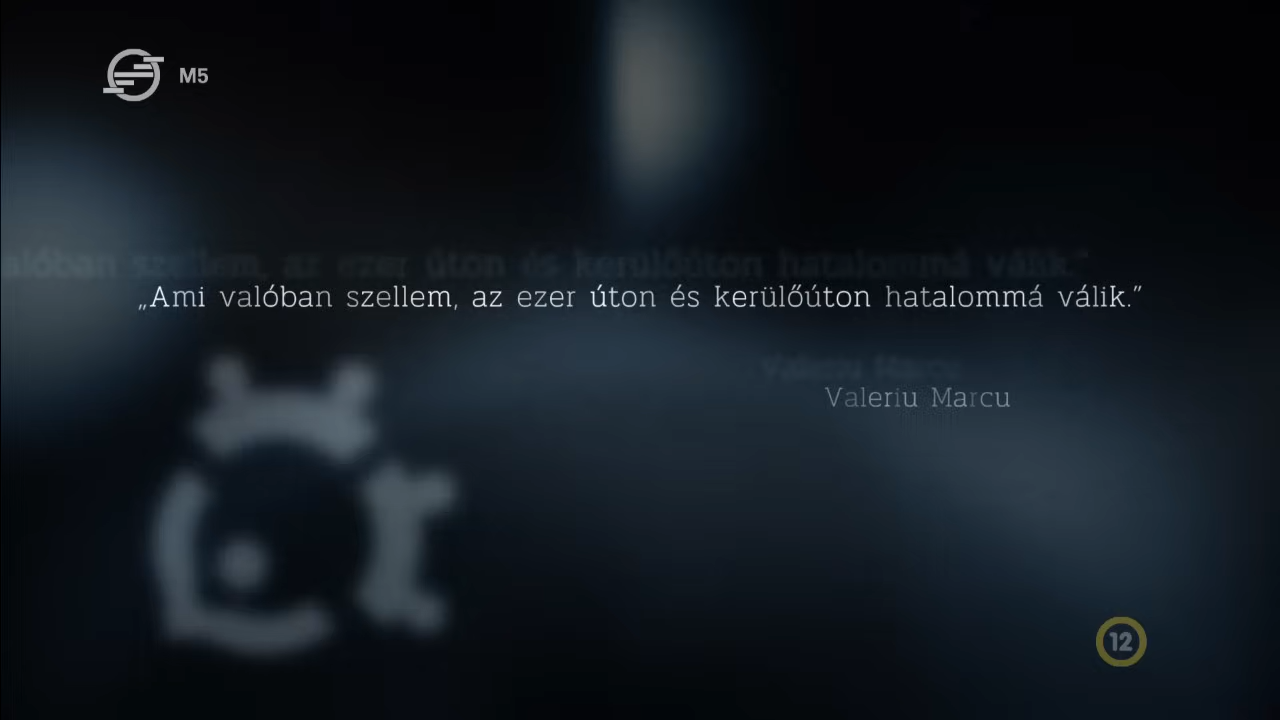 M5
„Ami valóban szellem, az ezer úton és kerülőúton hatalommá válik.”
Valeriu Marcu
12